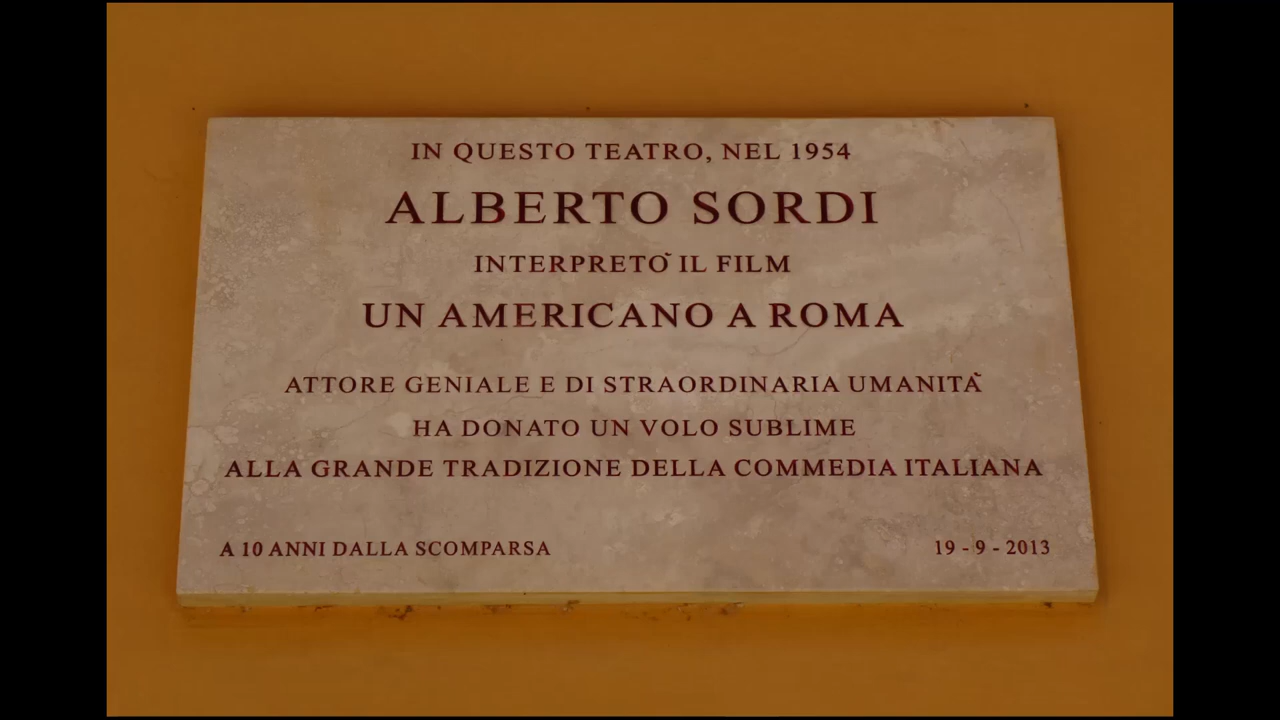 IN QUESTO TEATRO, NEL 1954
ALBERTO SORDI
INTERPRETÒ IL FILM
UN AMERICANO A ROMA
ATTORE GENIALE E DI STRAORDINARIA UMANITÀ
HA DONATO UN VOLO SUBLIME
ALLA GRANDE TRADIZIONE DELLA COMMEDIA ITALIANA
A 10 ANNI DALLA SCOMPARSA 19 - 9 - 2013